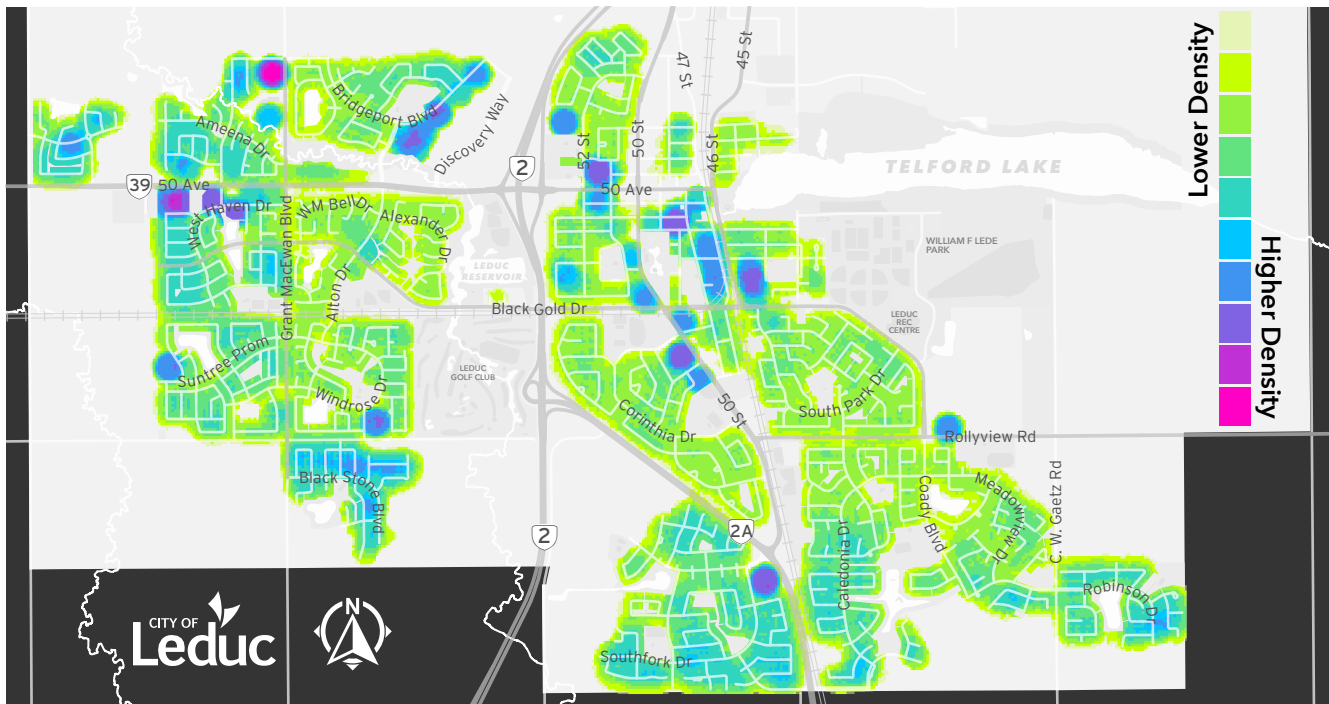 Lower Density
Higher Density
47 St
45 St
Bridgeport Blvd
Discovery Way
Ameena Dr
52 St
50 St
46 St
2
TELFORD LAKE
39
50 Ave
50 Ave
West Haven Dr
Grant MacEwan Blvd
W M Bell Dr
Alexander Dr
WILLIAM F LEDE
PARK
LEDUC
RESERVOIR
Alton Dr
Black Gold Dr
LEDUC
REC
CENTRE
Suntree Prom
LEDUC
GOLF CLUB
Windrose Dr
50 St
South Park Dr
Corinthia Dr
Rollyview Rd
Black Stone Blvd
Coady Blvd
Meadowview Dr
C. W. Gaetz Rd
2
2A
Caledonia Dr
Robinson Dr
CITY OF
Leduc
N
Southfork Dr